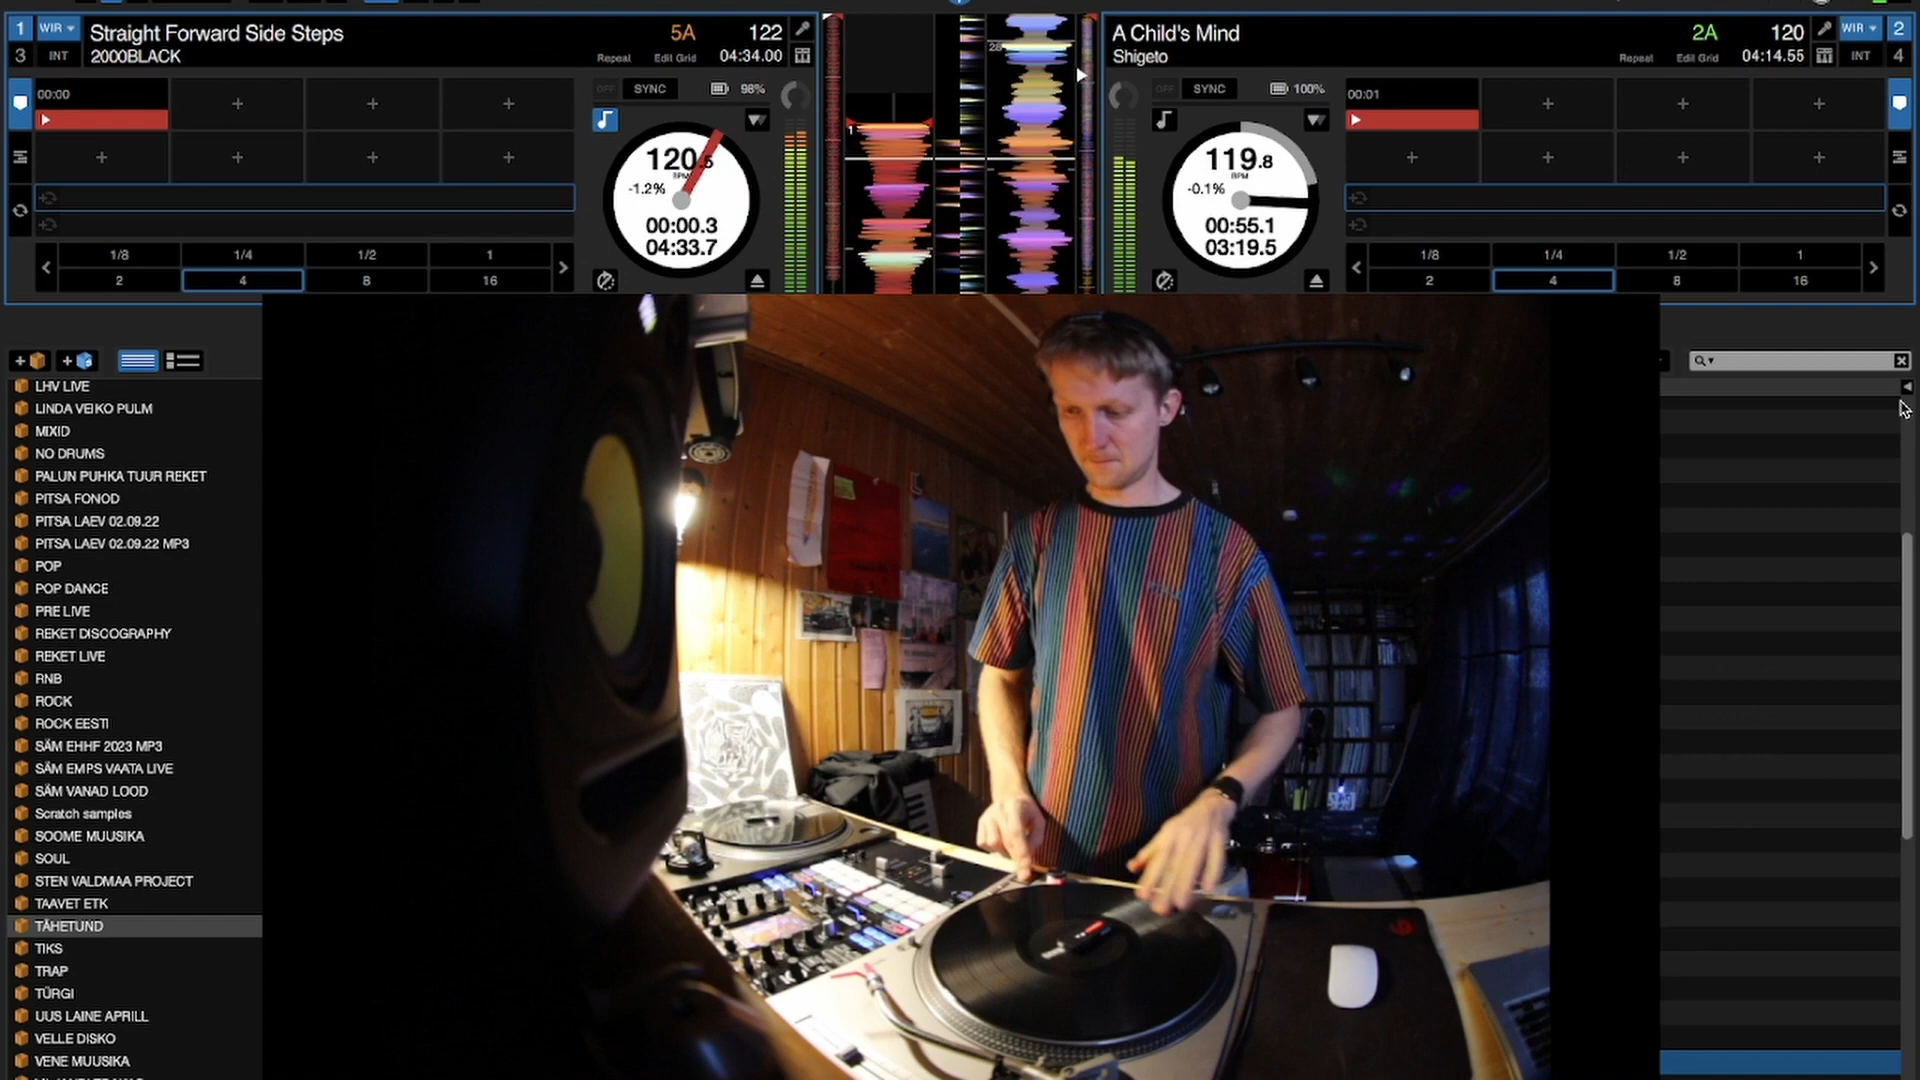 1 WIR Straight Forward Side Steps 5A 122
3 INT 2000BLACK Repeal Edit Grid 04:34.00
00:00
OFF SYNC 98%
120.5
BPM
-1.2%
00:00.3
04:33.7
1/8 1/4 1/2 1
2 4 8 16
1
28
A Child's Mind 2A 120 WIR 2
Shigeto Repeat Edit Grid 04:14.55 INT 4
OFF SYNC 100%
00:01
119.8
BPM
-0.1%
00:55.1
03:19.5
1/8 1/4 1/2 1
2 4 8 16
LHV LIVE
LINDA VEIKO PULM
MIXID
NO DRUMS
PALUN PUHKA TUUR REKET
PITSA FONOD
PITSA LAEV 02.09.22
PITSA LAEV 02.09.22 MP3
POP
POP DANCE
PRE LIVE
REKET DISCOGRAPHY
REKET LIVE
RNB
ROCK
ROCK EESTI
SÄM EHHF 2023 MP3
SÄM EMPS VAATA LIVE
SÄM VANAD LOOD
Scratch samples
SOOME MUUSIKA
SOUL
STEN VALDMAA PROJECT
TAAVET ETK
TÄHETUND
TIKS
TRAP
TÜRGI
UUS LAINE APRILL
VELLE DISKO
VENE MUUSIKA